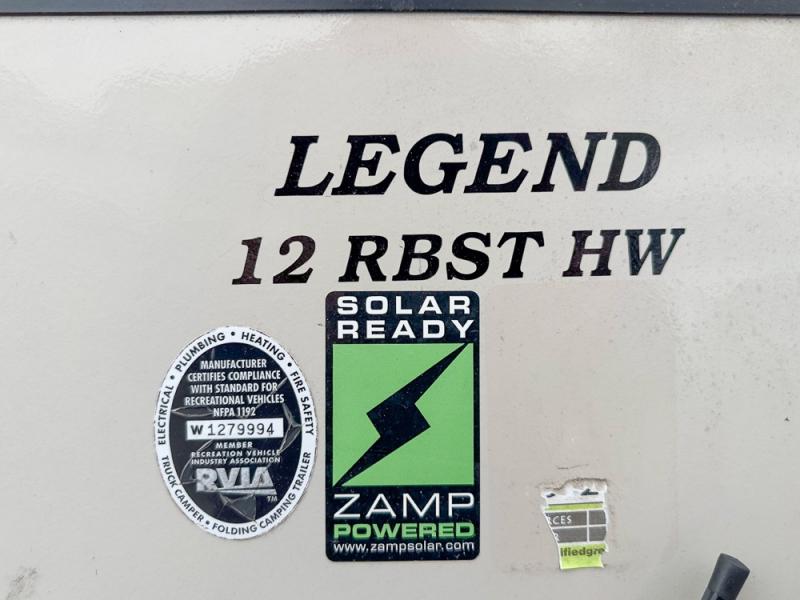 LEGEND
12 RBST HW
SOLAR
READY
ZAMP
POWERED
www.zampsolar.com
ELECTRICAL • PLUMBING • HEATING • FIRE SAFETY
MANUFACTURER
CERTIFIES COMPLIANCE
WITH STANDARD FOR
RECREATIONAL VEHICLES
NFPA 1192
W 1279994
MEMBER
RECREATION VEHICLE
INDUSTRY ASSOCIATION
RVIA
TM
TRUCK CAMPER • FOLDING CAMPING TRAILER